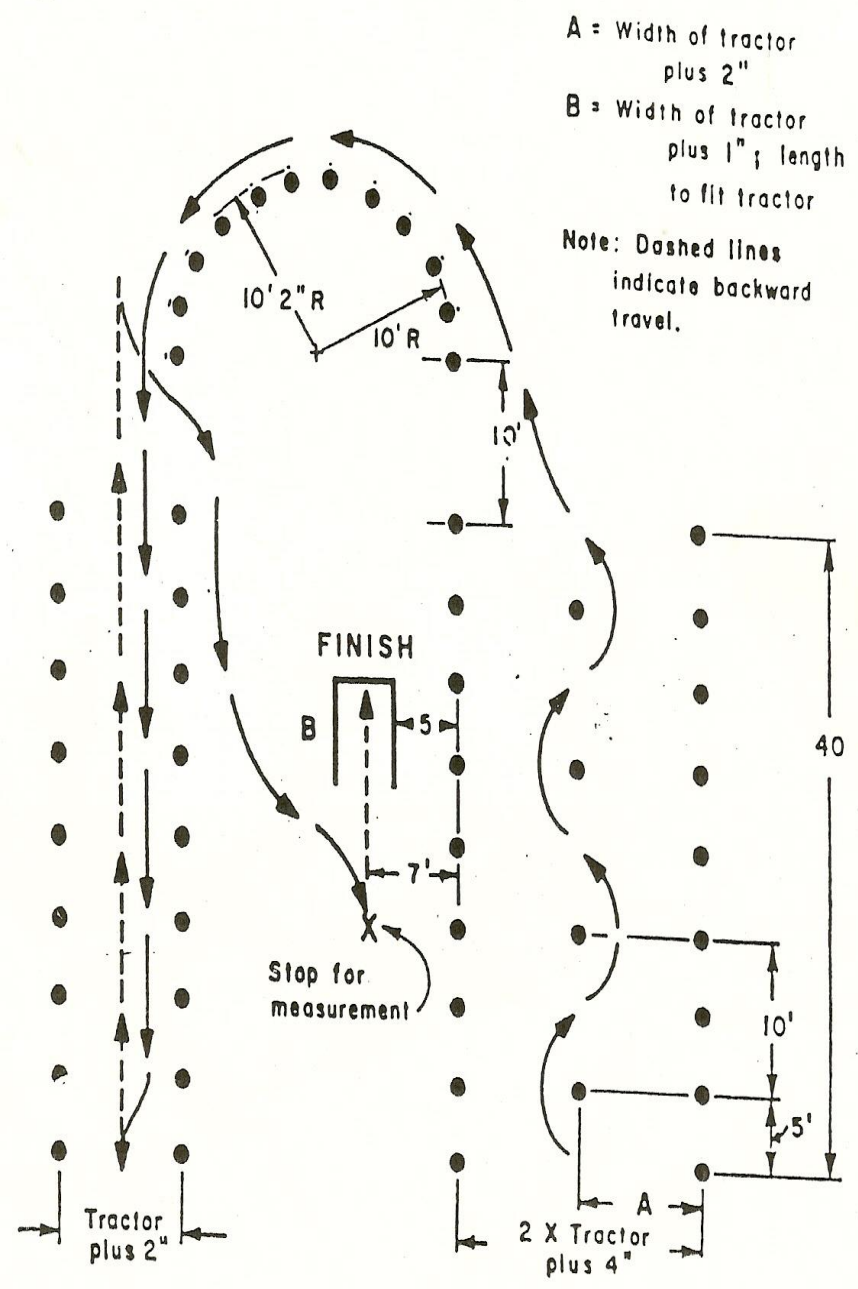 A = Width of tractor
plus 2"
B = Width of tractor
plus 1"; length
to fit tractor
Note: Dashed lines
indicate backward
travel.
10' 2" R
10' R
10'
FINISH
B
5
40
7'
X
Stop for
measurement
10'
5'
A
Tractor
plus 2"
2 X Tractor
plus 4"